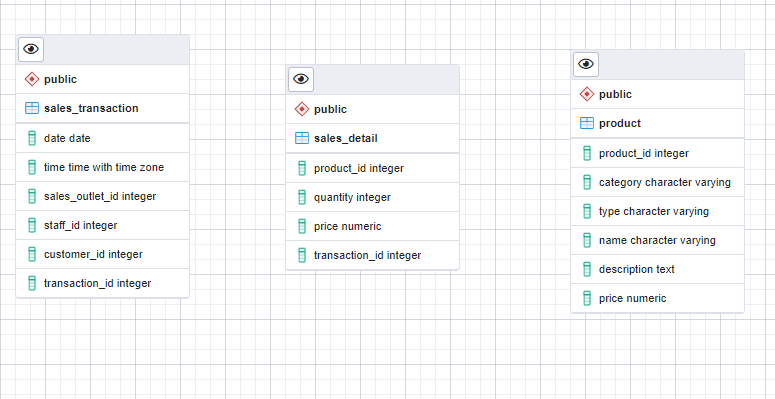 public
sales_transaction
date date
time time with time zone
sales_outlet_id integer
staff_id integer
customer_id integer
transaction_id integer
public
sales_detail
product_id integer
quantity integer
price numeric
transaction_id integer
public
product
product_id integer
category character varying
type character varying
name character varying
description text
price numeric